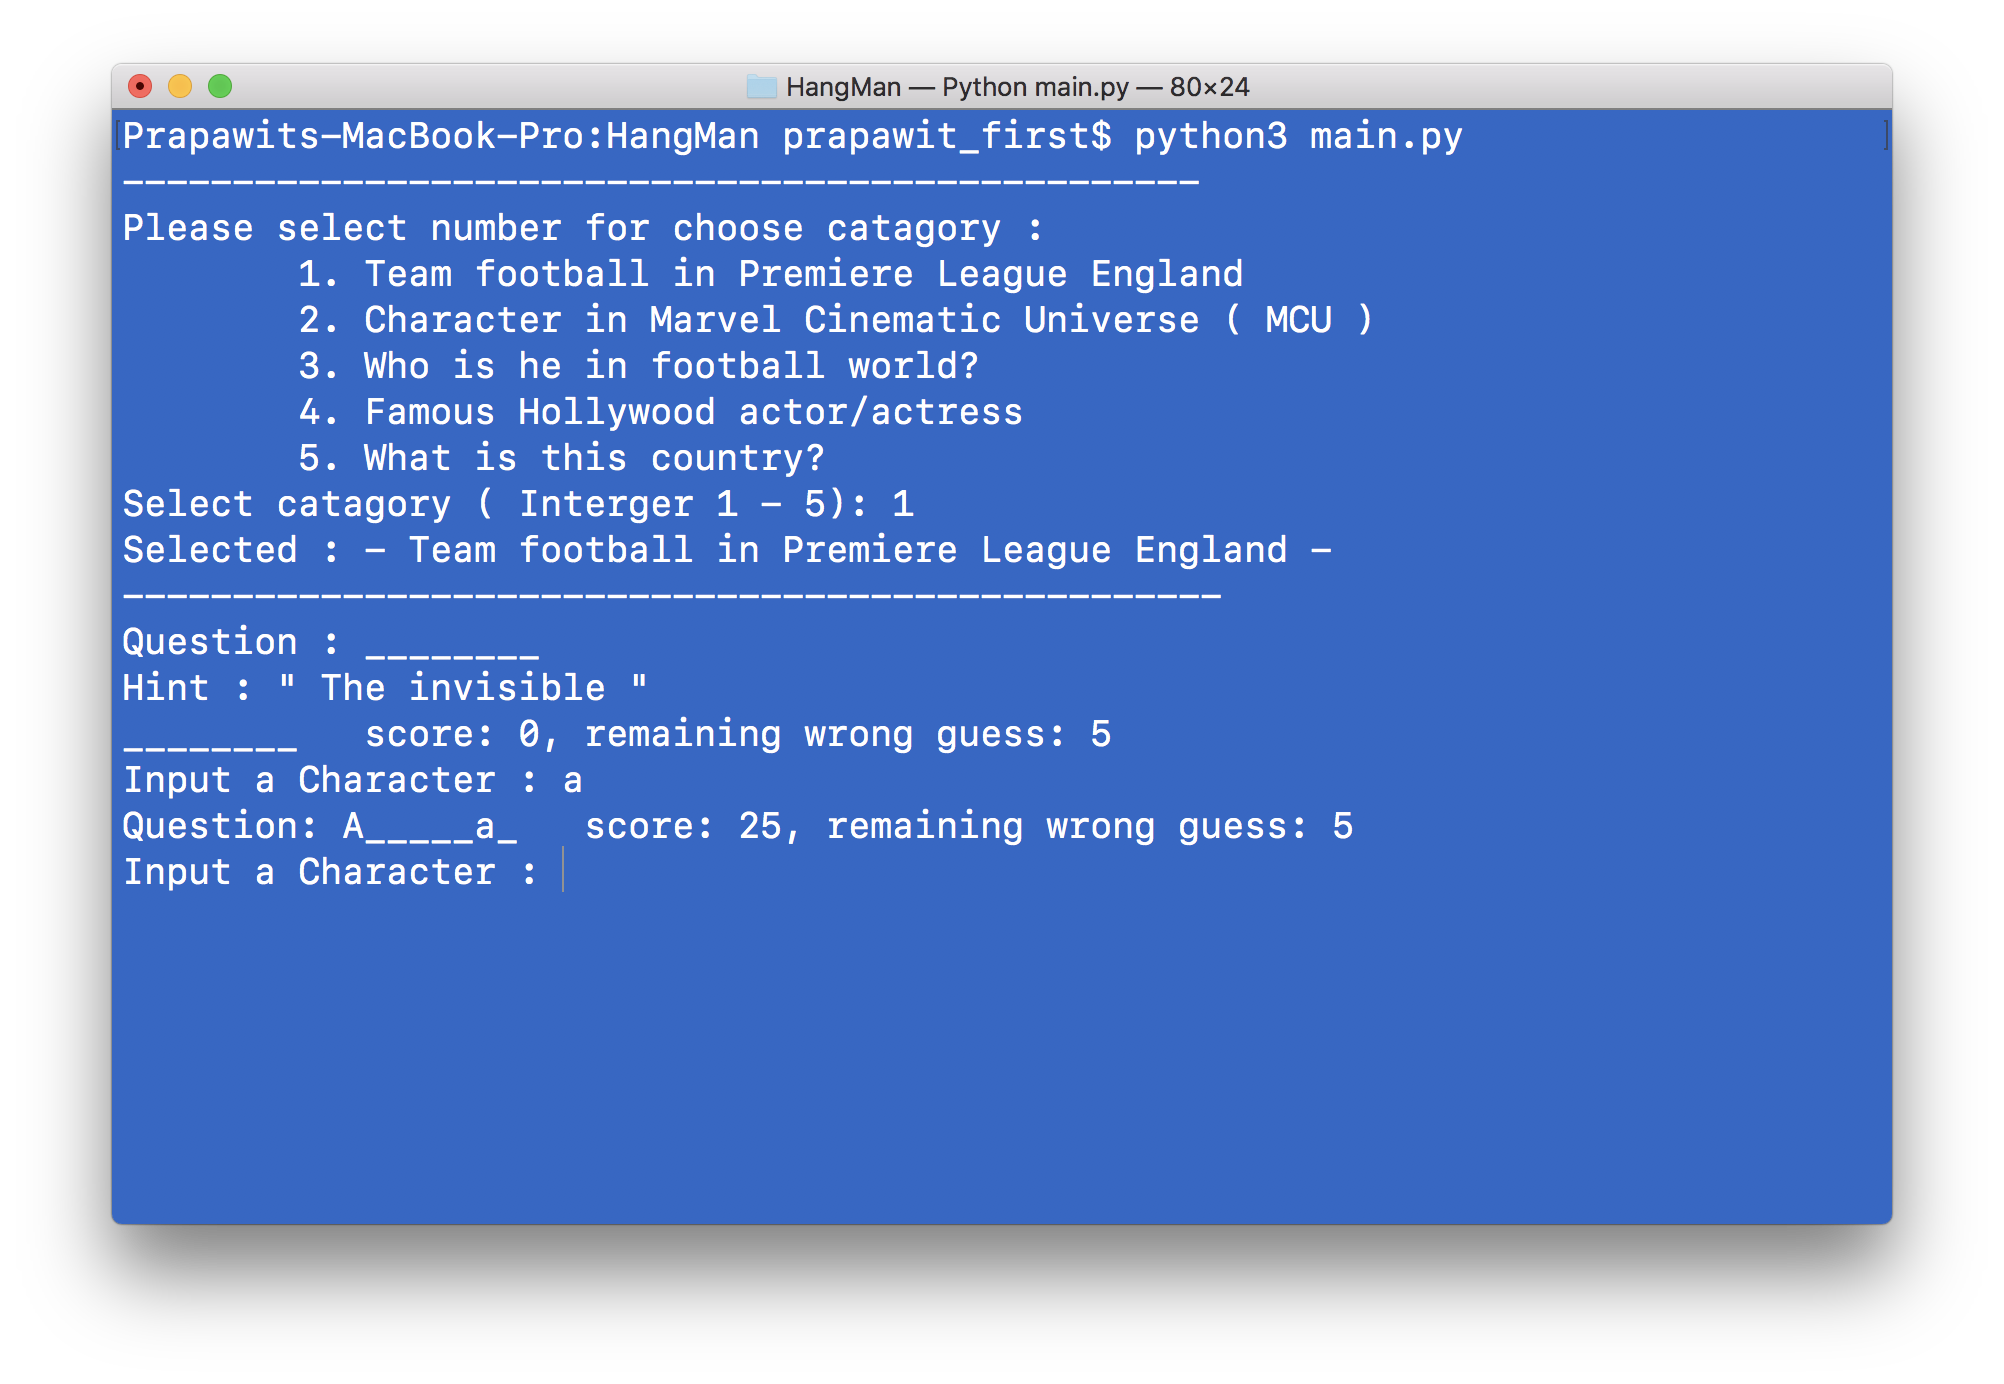 HangMan — Python main.py — 80×24
[Prapawits-MacBook-Pro:HangMan prapawit_first$ python3 main.py ]
-------------------------------------------------
Please select number for choose catagory :
        1. Team football in Premiere League England
        2. Character in Marvel Cinematic Universe ( MCU )
        3. Who is he in football world?
        4. Famous Hollywood actor/actress
        5. What is this country?
Select catagory ( Interger 1 - 5): 1
Selected : - Team football in Premiere League England -
--------------------------------------------------
Question : ________
Hint : " The invisible "
________   score: 0, remaining wrong guess: 5
Input a Character : a
Question: A_____a_   score: 25, remaining wrong guess: 5
Input a Character :